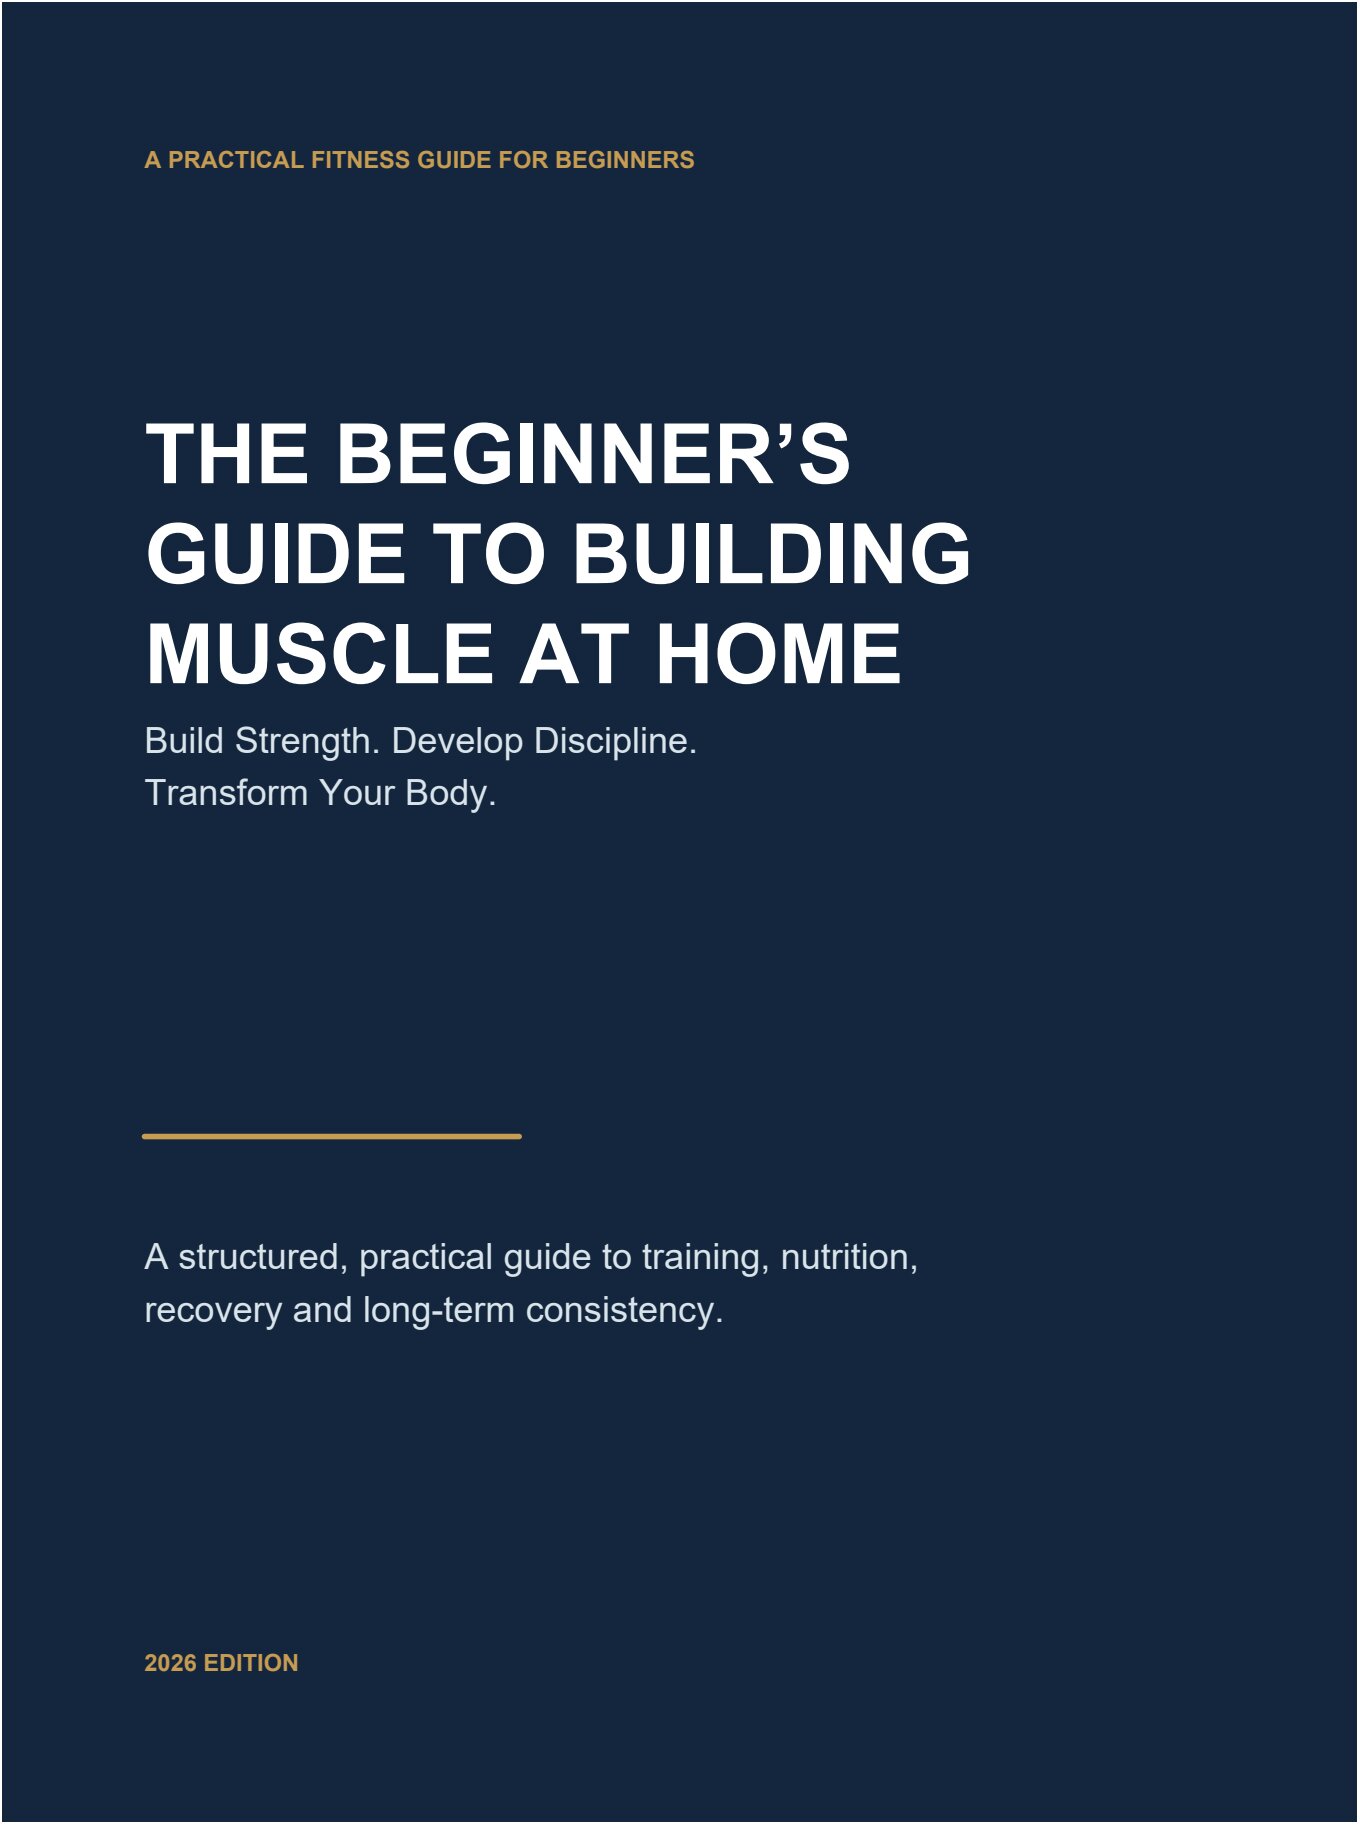 A PRACTICAL FITNESS GUIDE FOR BEGINNERS
THE BEGINNER’S
GUIDE TO BUILDING
MUSCLE AT HOME
Build Strength. Develop Discipline.
Transform Your Body.
A structured, practical guide to training, nutrition,
recovery and long-term consistency.
2026 EDITION